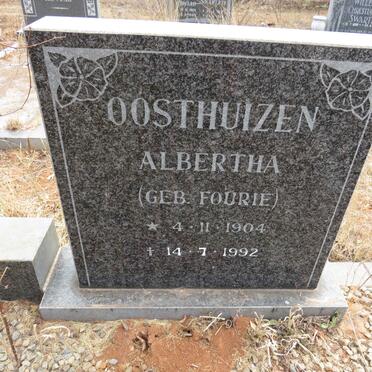 OOSTHUIZEN
ALBERTHA
(GEB. FOURIE)
* 4-11-1904
† 14-7-1992